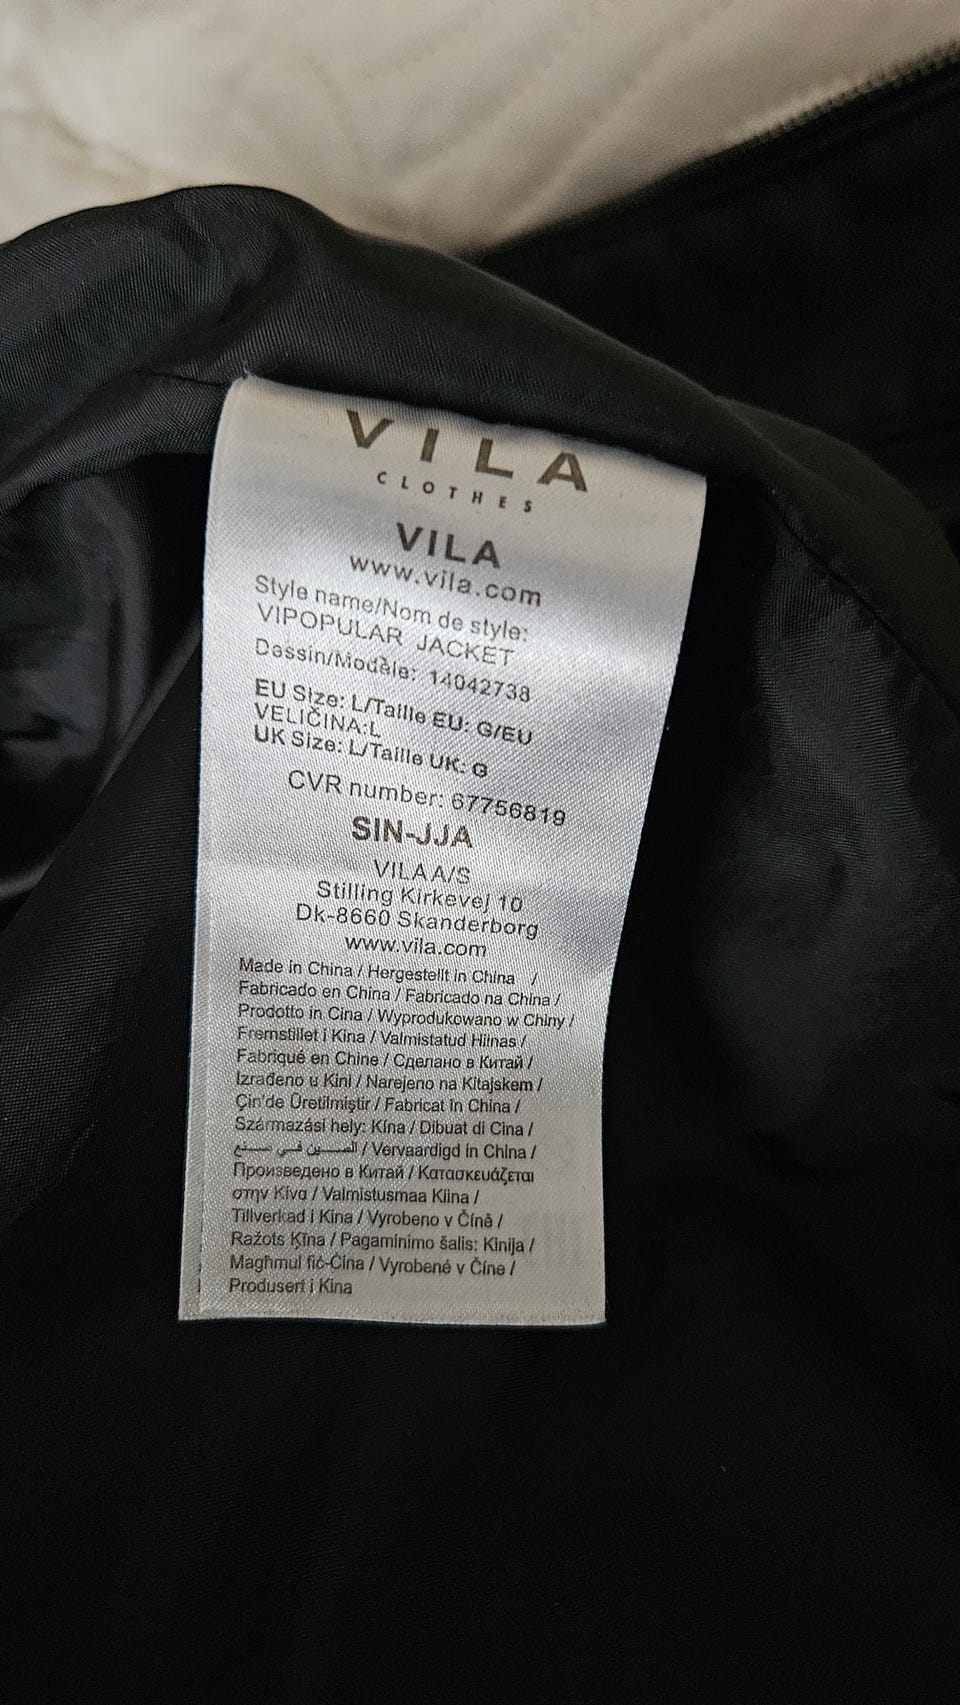 VILA
CLOTHES
VILA
www.vila.com
Style name/Nom de style:
VIPOPULAR JACKET
Dessin/Modèle: 14042738
EU Size: L/Taille EU: G/EU
VELIČINA:L
UK Size: L/Taille UK: G
CVR number: 67756819
SIN-JJA
VILA A/S
Stilling Kirkevej 10
Dk-8660 Skanderborg
www.vila.com
Made in China / Hergestellt in China /
Fabricado en China / Fabricado na China /
Prodotto in Cina / Wyprodukowano w Chiny /
Fremstillet i Kina / Valmistatud Hiinas /
Fabriqué en Chine / Сделано в Китай /
Izrađeno u Kini / Narejeno na Kitajskem /
Çin'de Üretilmiştir / Fabricat în China /
Származási hely: Kína / Dibuat di Cina /
صنع في الصين / Vervaardigd in China /
Произведено в Китай / Κατασκευάζεται
στην Κίνα / Valmistusmaa Kiina /
Tillverkad i Kina / Vyrobeno v Číně /
Ražots Ķīna / Pagaminimo šalis: Kinija /
Magħmul fiċ-Ċina / Vyrobené v Číne /
Produsert i Kina